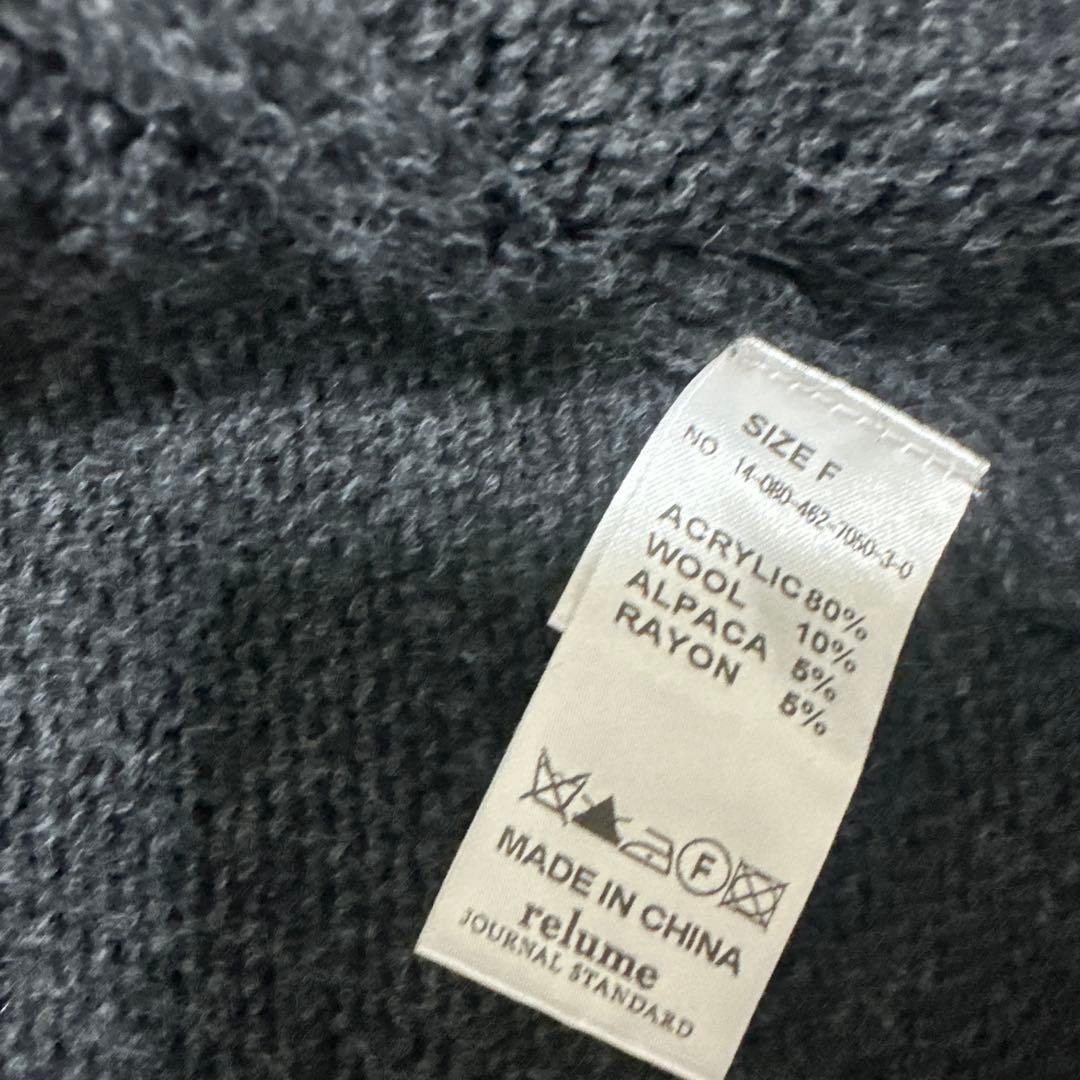 SIZE F
NO 14-080-462-7050-3-0
ACRYLIC 80%
WOOL 10%
ALPACA 5%
RAYON 5%
F
MADE IN CHINA
relume
JOURNAL STANDARD